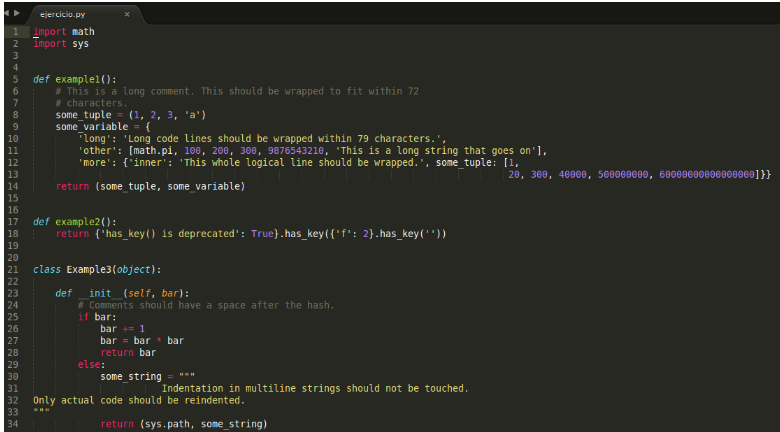 ejercicio.py ×
1 import math
2 import sys
3
4
5 def example1():
6     # This is a long comment. This should be wrapped to fit within 72
7     # characters.
8     some_tuple = (1, 2, 3, 'a')
9     some_variable = {
10         'long': 'Long code lines should be wrapped within 79 characters.',
11         'other': [math.pi, 100, 200, 300, 9876543210, 'This is a long string that goes on'],
12         'more': {'inner': 'This whole logical line should be wrapped.', some_tuple: [1,
13                                                                                      20, 300, 40000, 500000000, 60000000000000000]}}
14     return (some_tuple, some_variable)
15
16
17 def example2():
18     return {'has_key() is deprecated': True}.has_key({'f': 2}.has_key(''))
19
20
21 class Example3(object):
22
23     def __init__(self, bar):
24         # Comments should have a space after the hash.
25         if bar:
26             bar += 1
27             bar = bar * bar
28             return bar
29         else:
30             some_string = """
31                        Indentation in multiline strings should not be touched.
32 Only actual code should be reindented.
33 """
34             return (sys.path, some_string)